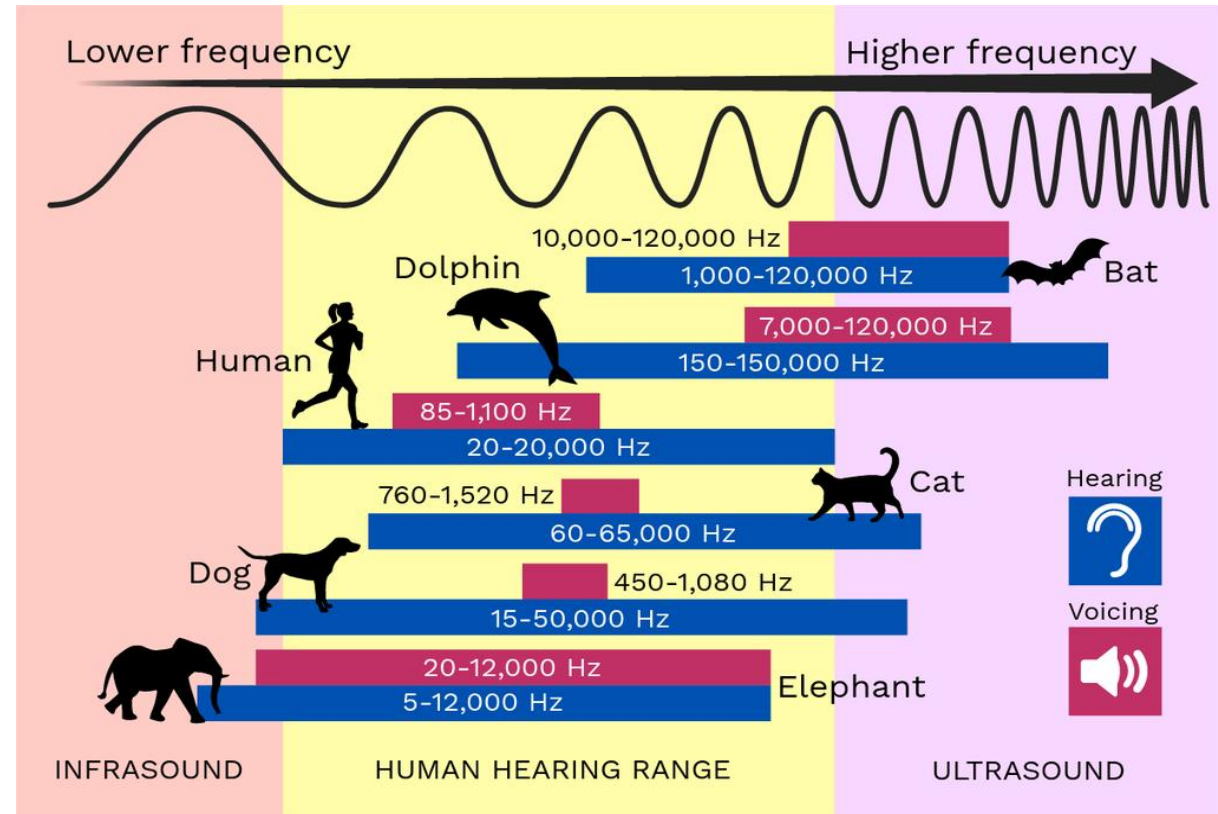 Lower frequency
Higher frequency
10,000-120,000 Hz
1,000-120,000 Hz
Bat
Dolphin
7,000-120,000 Hz
150-150,000 Hz
Human
85-1,100 Hz
20-20,000 Hz
760-1,520 Hz
Cat
60-65,000 Hz
Hearing
Dog
450-1,080 Hz
15-50,000 Hz
Voicing
20-12,000 Hz
Elephant
5-12,000 Hz
INFRASOUND
HUMAN HEARING RANGE
ULTRASOUND